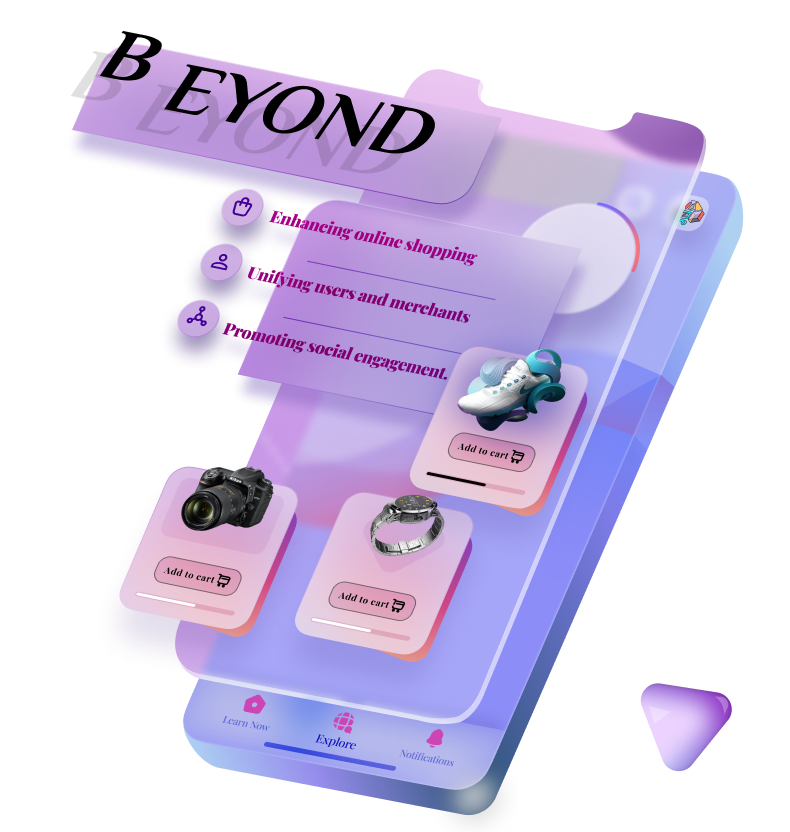 B EYOND
Enhancing online shopping
Unifying users and merchants
Promoting social engagement.
Add to cart
Add to cart
Add to cart
Learn Now
Explore
Notifications